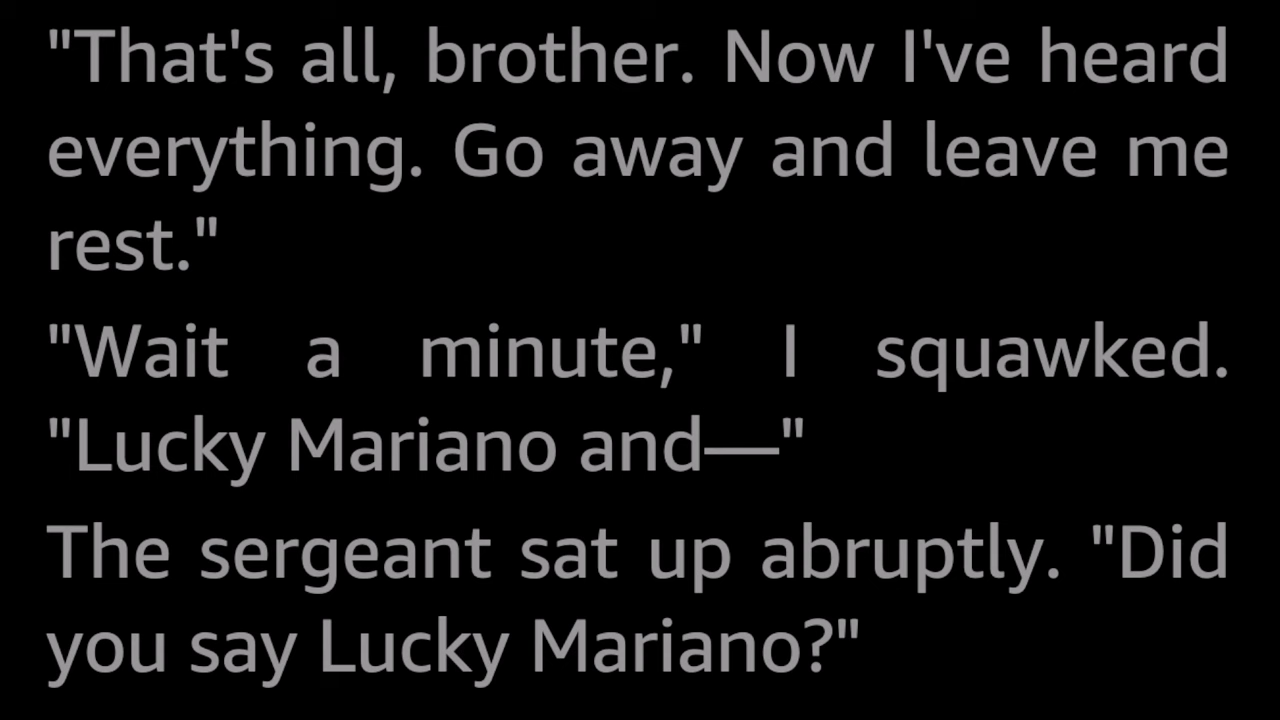 "That's all, brother. Now I've heard
everything. Go away and leave me
rest."
"Wait a minute," I squawked.
"Lucky Mariano and—"
The sergeant sat up abruptly. "Did
you say Lucky Mariano?"